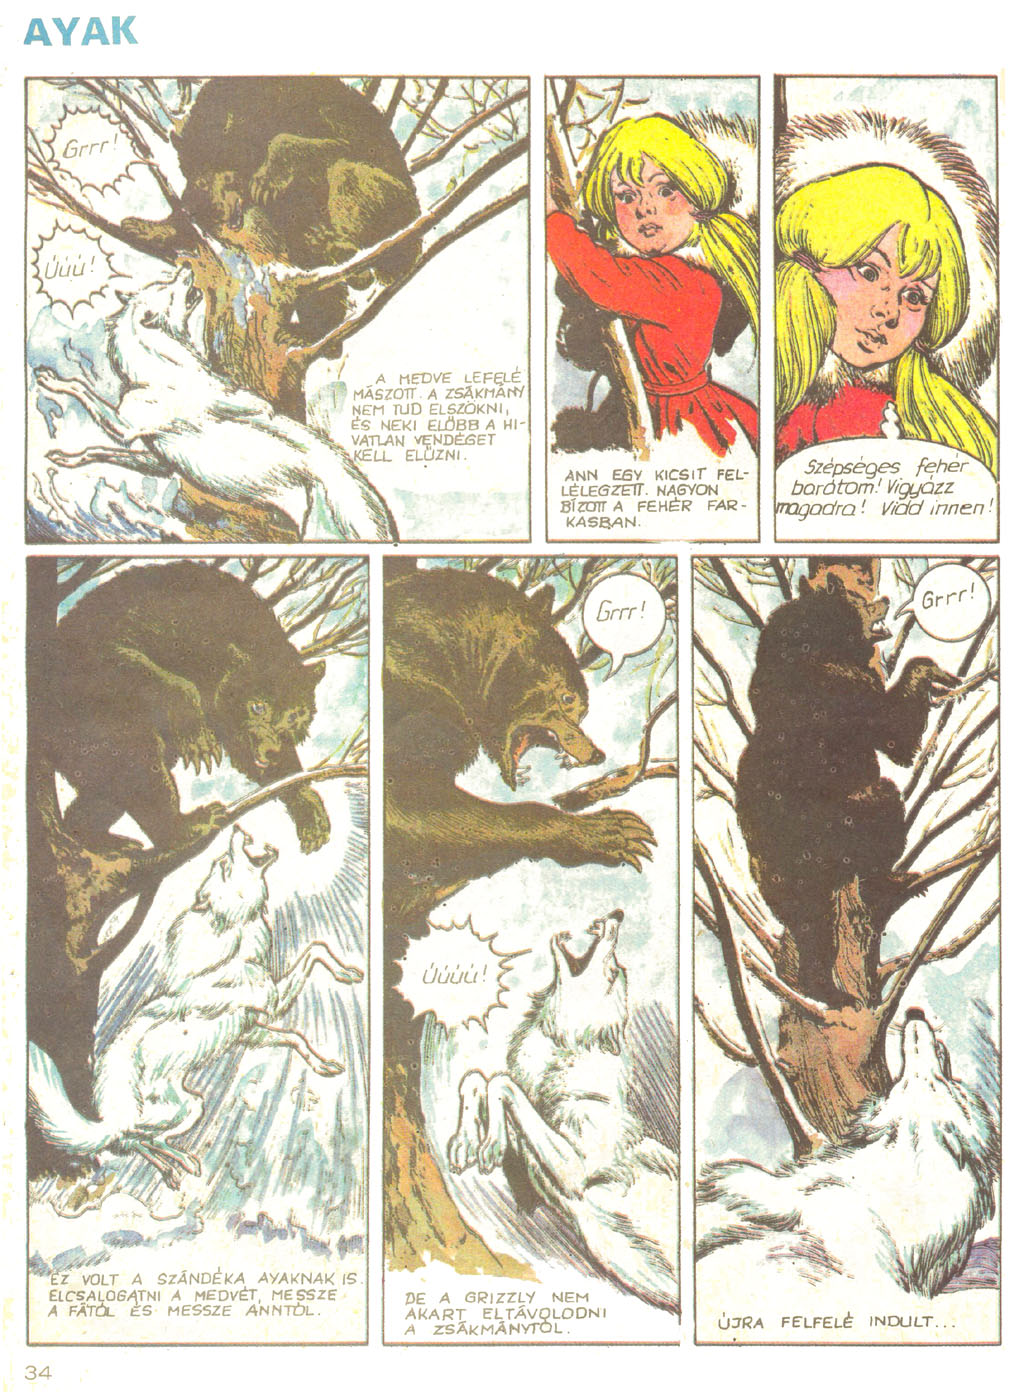 AYAK
Grrr!
Úúú!
A MEDVE LEFELÉ
MÁSZOTT. A ZSÁKMÁNY
NEM TUD ELSZÖKNI,
ÉS NEKI ELŐBB A HI-
VATLAN VENDÉGET
KELL ELŰZNI.
ANN EGY KICSIT FEL-
LÉLEGZETT. NAGYON
BÍZOTT A FEHÉR FAR-
KASBAN.
Szépséges fehér
barátom! Vigyázz
magadra! Vidd innen!
EZ VOLT A SZÁNDÉKA AYAKNAK IS.
ELCSALOGATNI A MEDVÉT, MESSZE
A FÁTÓL ÉS MESSZE ANNTÓL.
Grrr!
Úúúú!
DE A GRIZZLY NEM
AKART ELTÁVOLODNI
A ZSÁKMÁNYTÓL.
Grrr!
ÚJRA FELFELÉ INDULT...
34